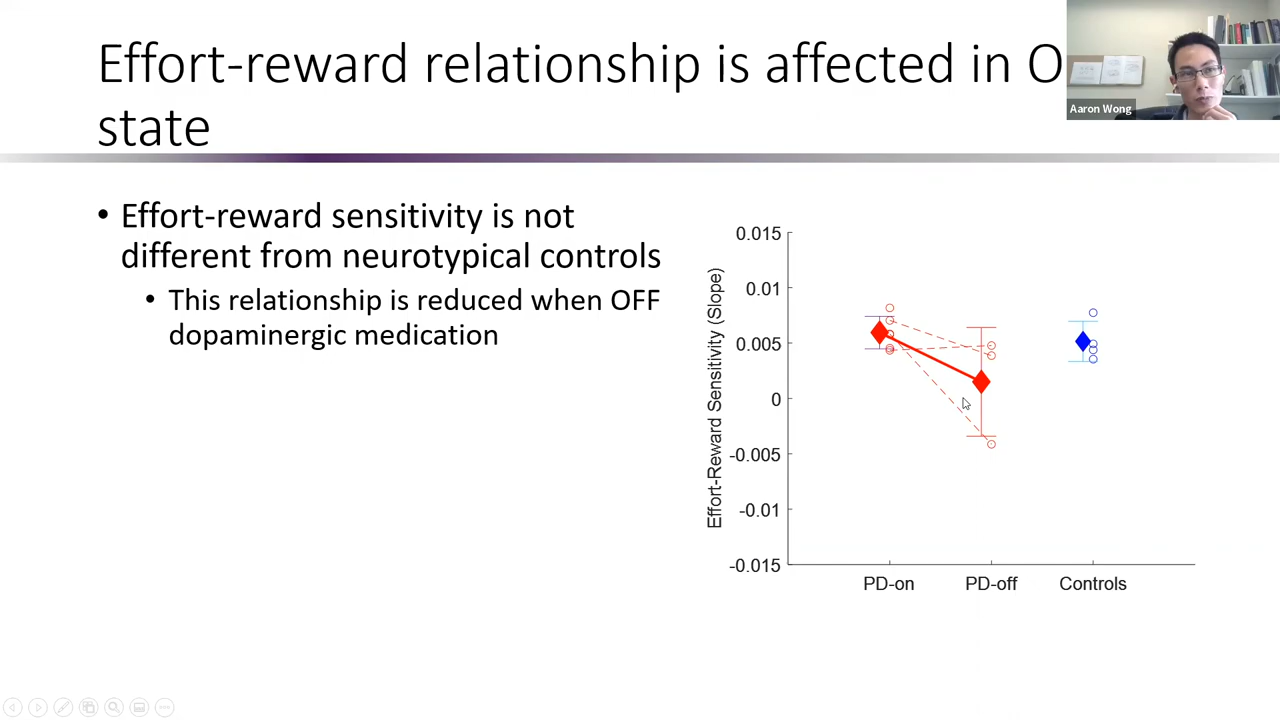 Effort-reward relationship is affected in O
state
Aaron Wong
• Effort-reward sensitivity is not
different from neurotypical controls
• This relationship is reduced when OFF
dopaminergic medication
Effort-Reward Sensitivity (Slope)
0.015
0.01
0.005
0
-0.005
-0.01
-0.015
PD-on
PD-off
Controls